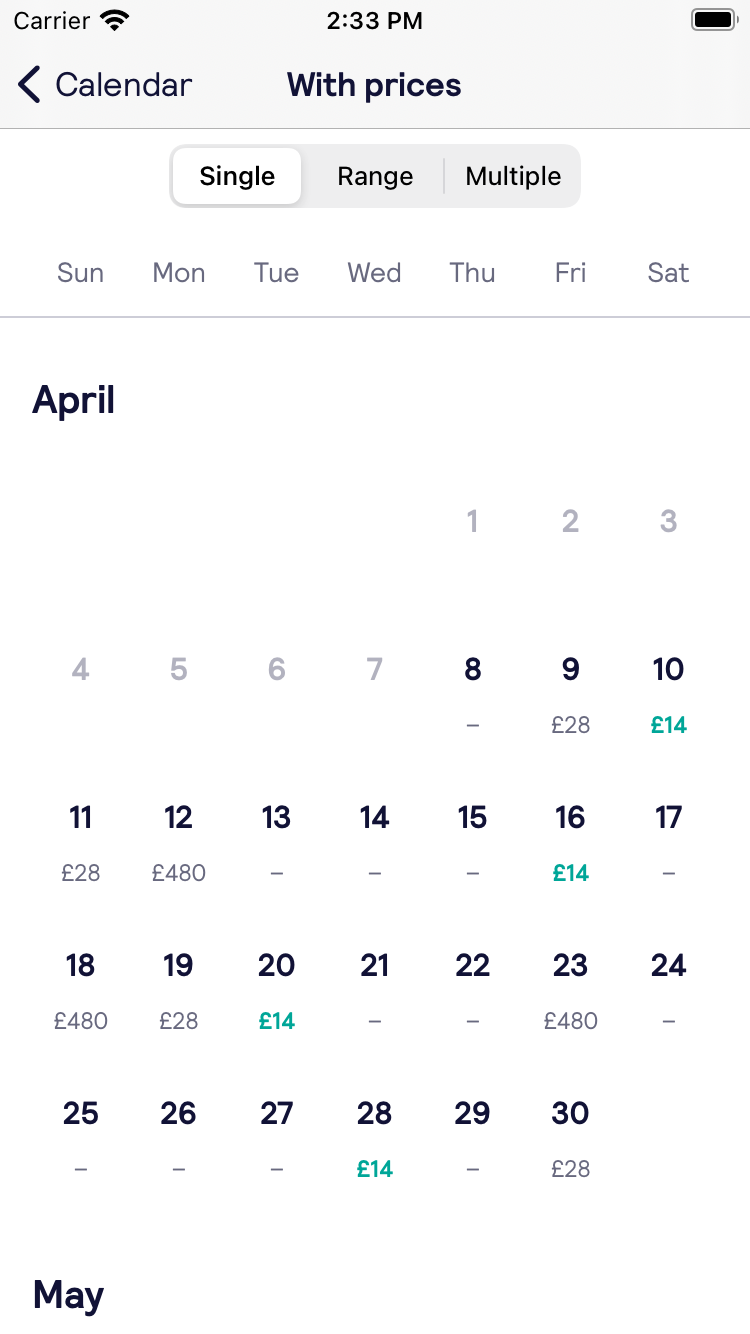 Carrier 2:33 PM
Calendar With prices
Single Range Multiple
Sun Mon Tue Wed Thu Fri Sat
April
1 2 3
4 5 6 7 8 9 10
– £28 £14
11 12 13 14 15 16 17
£28 £480 – – – £14 –
18 19 20 21 22 23 24
£480 £28 £14 – – £480 –
25 26 27 28 29 30
– – – £14 – £28
May